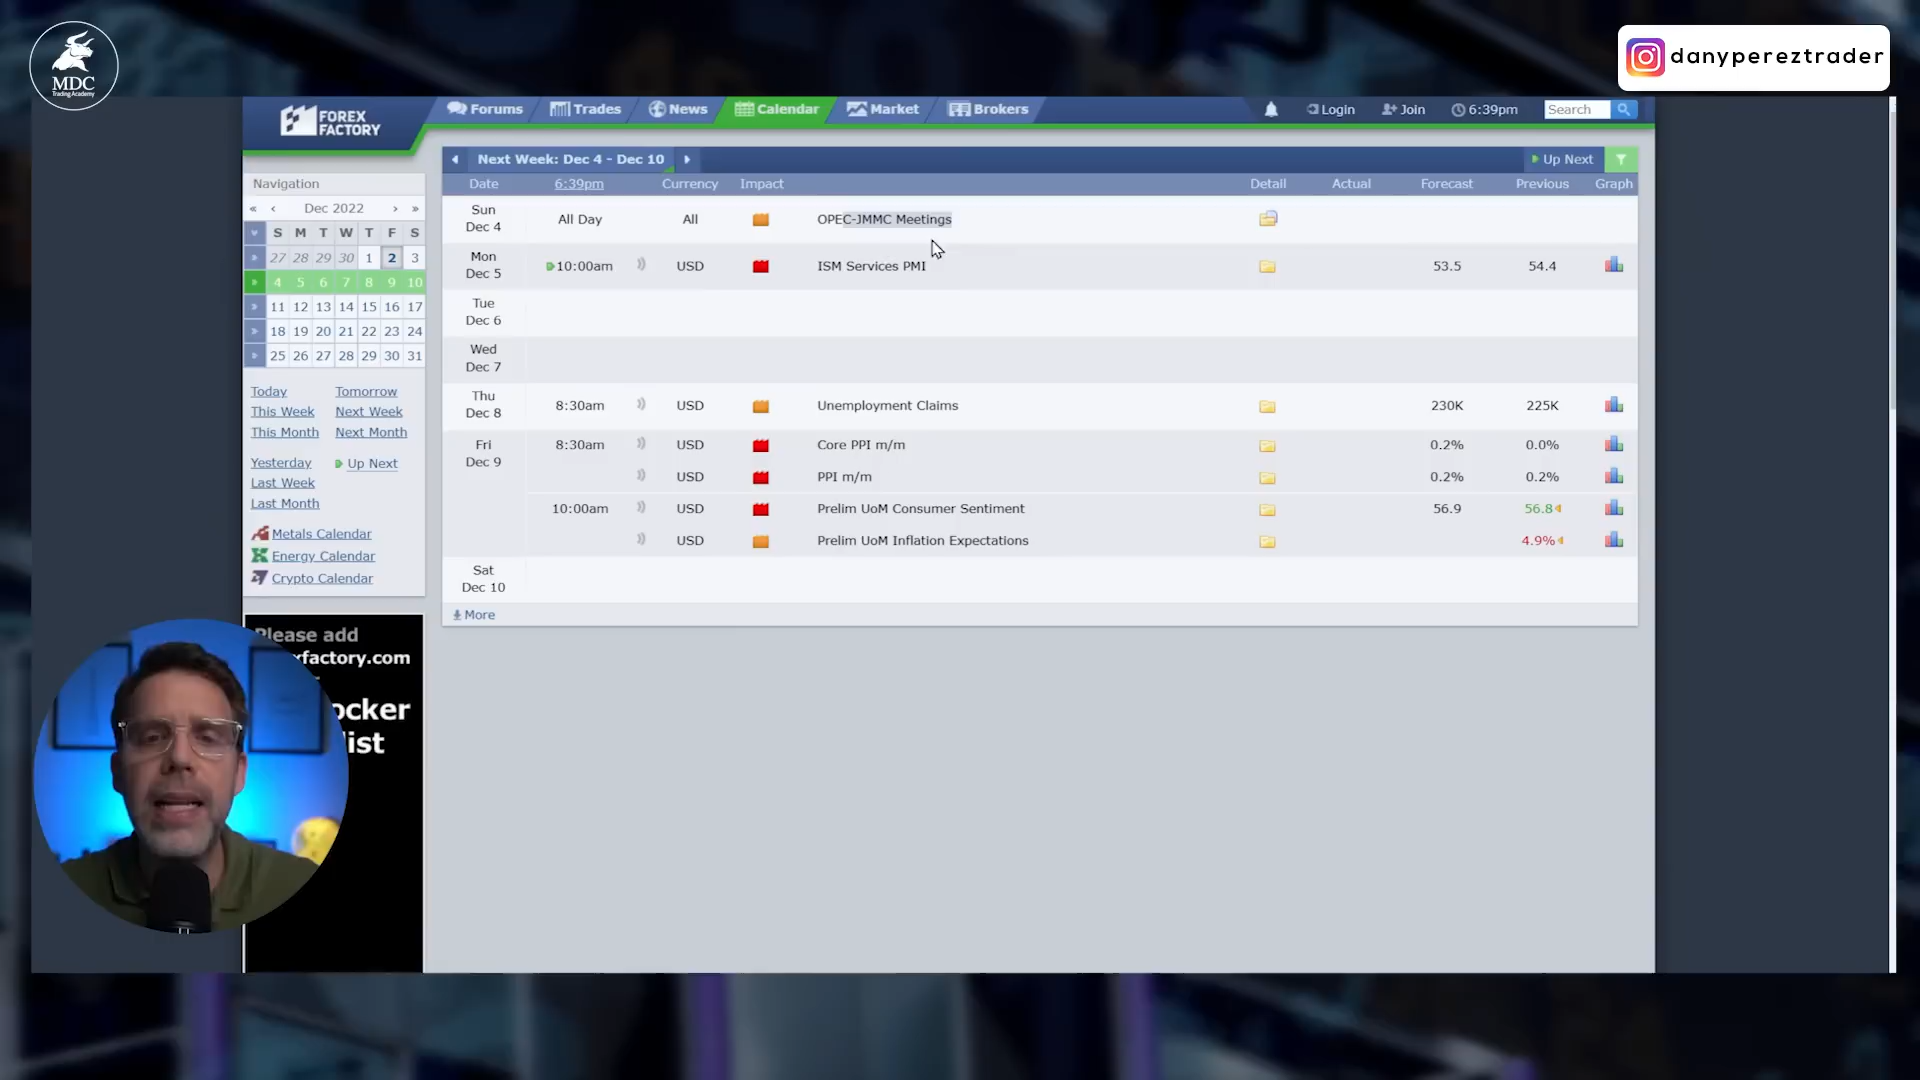 MDC
Trading Academy
danypereztrader
FOREX
FACTORY
Forums Trades News Calendar Market Brokers Login Join 6:39pm Search
Navigation
« ‹ Dec 2022 › »
S M T W T F S
27 28 29 30 1 2 3
4 5 6 7 8 9 10
11 12 13 14 15 16 17
18 19 20 21 22 23 24
25 26 27 28 29 30 31
Today Tomorrow
This Week Next Week
This Month Next Month
Yesterday Up Next
Last Week
Last Month
Metals Calendar
Energy Calendar
Crypto Calendar
Please add
xfactory.com
ocker
list
Next Week: Dec 4 - Dec 10 Up Next
Date 6:39pm Currency Impact Detail Actual Forecast Previous Graph
Sun
Dec 4 All Day All OPEC-JMMC Meetings
Mon
Dec 5 10:00am USD ISM Services PMI 53.5 54.4
Tue
Dec 6
Wed
Dec 7
Thu
Dec 8 8:30am USD Unemployment Claims 230K 225K
Fri
Dec 9 8:30am USD Core PPI m/m 0.2% 0.0%
USD PPI m/m 0.2% 0.2%
10:00am USD Prelim UoM Consumer Sentiment 56.9 56.8
USD Prelim UoM Inflation Expectations 4.9%
Sat
Dec 10
More